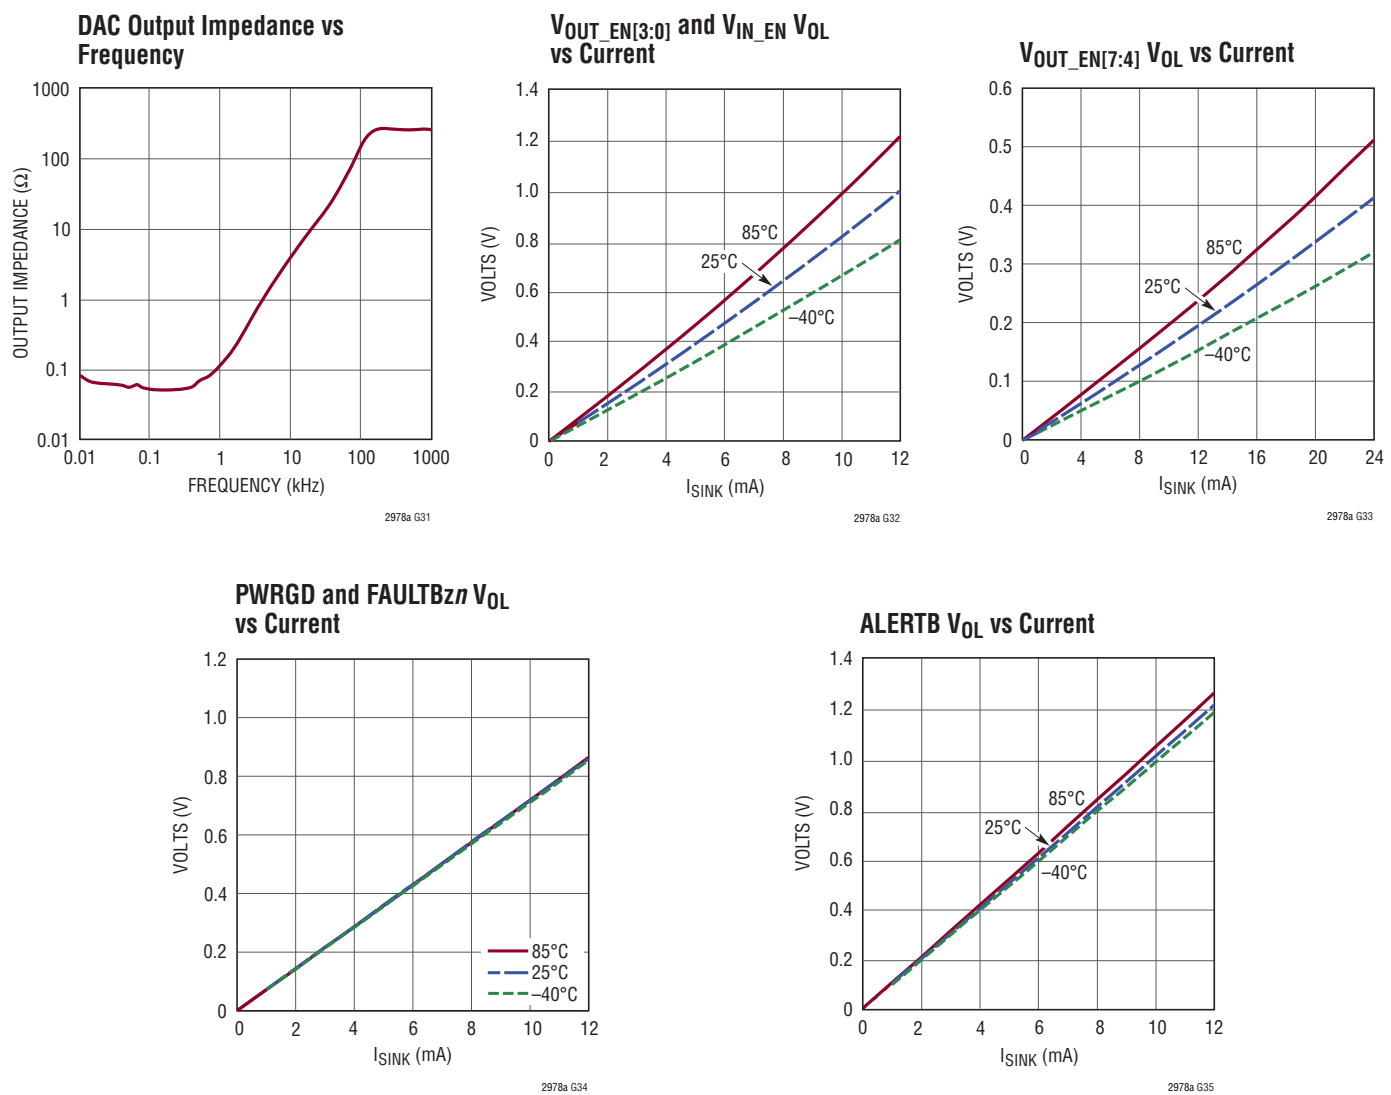 DAC Output Impedance vs
Frequency
1000
100
10
1
0.1
0.01
OUTPUT IMPEDANCE (Ω)
0.01
0.1
1
10
100
1000
FREQUENCY (kHz)
2978a G31
VOUT_EN[3:0] and VIN_EN VOL
vs Current
1.4
1.2
1.0
0.8
0.6
0.4
0.2
0
VOLTS (V)
85°C
25°C
–40°C
0
2
4
6
8
10
12
ISINK (mA)
2978a G32
VOUT_EN[7:4] VOL vs Current
0.6
0.5
0.4
0.3
0.2
0.1
0
VOLTS (V)
85°C
25°C
–40°C
0
4
8
12
16
20
24
ISINK (mA)
2978a G33
PWRGD and FAULTBzn VOL
vs Current
1.2
1.0
0.8
0.6
0.4
0.2
0
VOLTS (V)
85°C
25°C
–40°C
0
2
4
6
8
10
12
ISINK (mA)
2978a G34
ALERTB VOL vs Current
1.4
1.2
1.0
0.8
0.6
0.4
0.2
0
VOLTS (V)
85°C
25°C
–40°C
0
2
4
6
8
10
12
ISINK (mA)
2978a G35